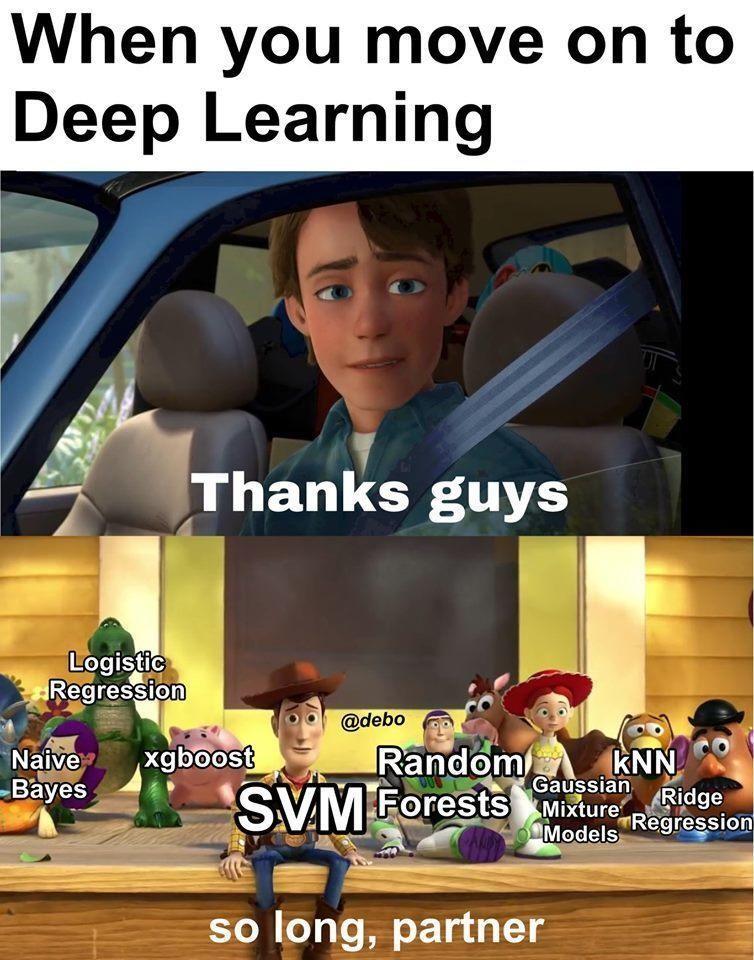 When you move on to
Deep Learning
Thanks guys
Logistic
Regression
@debo
Naive
Bayes
xgboost
SVM
Random
Forests
kNN
Gaussian
Mixture
Models
Ridge
Regression
ANDY
so long, partner